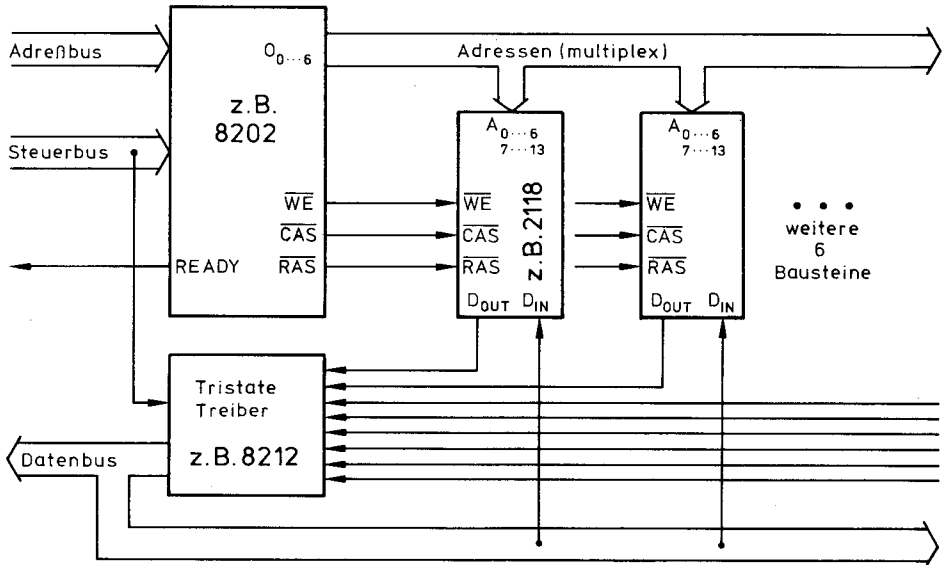 Adreßbus
O0...6
Adressen (multiplex)
z.B.
8202
Steuerbus
A0...6
7...13
A0...6
7...13
WE
CAS
RAS
READY
WE
CAS
RAS
z.B.2118
DOUT DIN
WE
CAS
RAS
DOUT DIN
• • •
weitere
6
Bausteine
Tristate
Treiber
z.B.8212
Datenbus